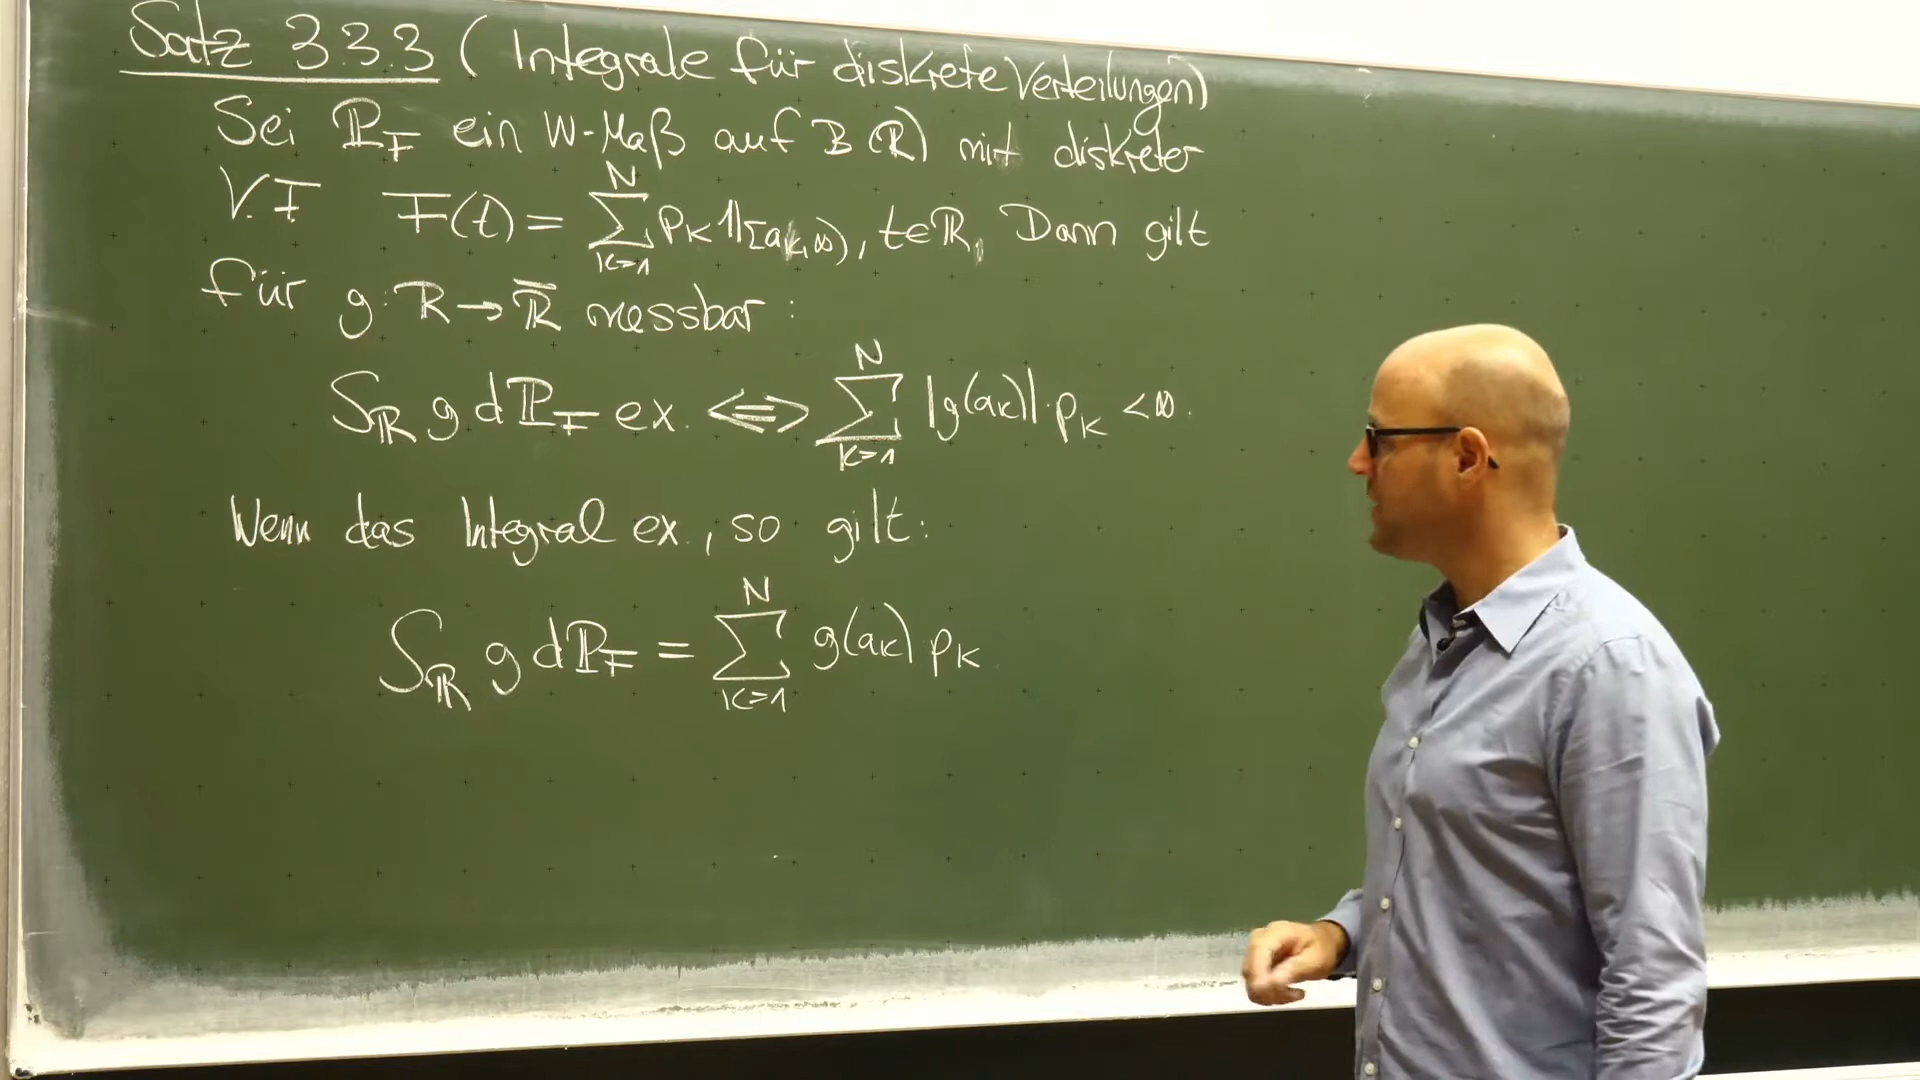 Satz 3.3.3 (Integrale für diskrete Verteilungen)
Sei ℙ_F ein W-Maß auf B(ℝ) mit diskreter
V.F F(t) = ∑_{k=1}^{N} p_k 𝟙_{[a_k,∞)}, t∈ℝ. Dann gilt
für g: ℝ → ℝ̅ messbar:
∫_ℝ g dℙ_F ex. ⇔ ∑_{k=1}^{N} |g(a_k)|·p_k < ∞.
Wenn das Integral ex., so gilt:
∫_ℝ g dℙ_F = ∑_{k=1}^{N} g(a_k) p_k